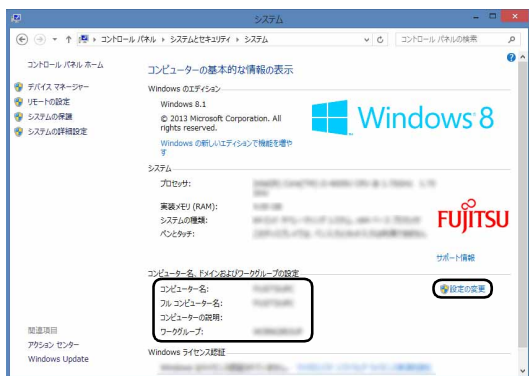 システム
コントロール パネル ▸ システムとセキュリティ ▸ システム
コントロール パネルの検索
コントロール パネル ホーム
デバイス マネージャー
リモートの設定
システムの保護
システムの詳細設定
コンピューターの基本的な情報の表示
Windows のエディション
Windows 8.1
© 2013 Microsoft Corporation. All
rights reserved.
Windows の新しいエディションで機能を増や
す
Windows 8
システム
プロセッサ:
実装メモリ (RAM):
システムの種類:
ペンとタッチ:
FUJITSU
サポート情報
コンピューター名、ドメインおよびワークグループの設定
コンピューター名:
フル コンピューター名:
コンピューターの説明:
ワークグループ:
設定の変更
Windows ライセンス認証
関連項目
アクション センター
Windows Update